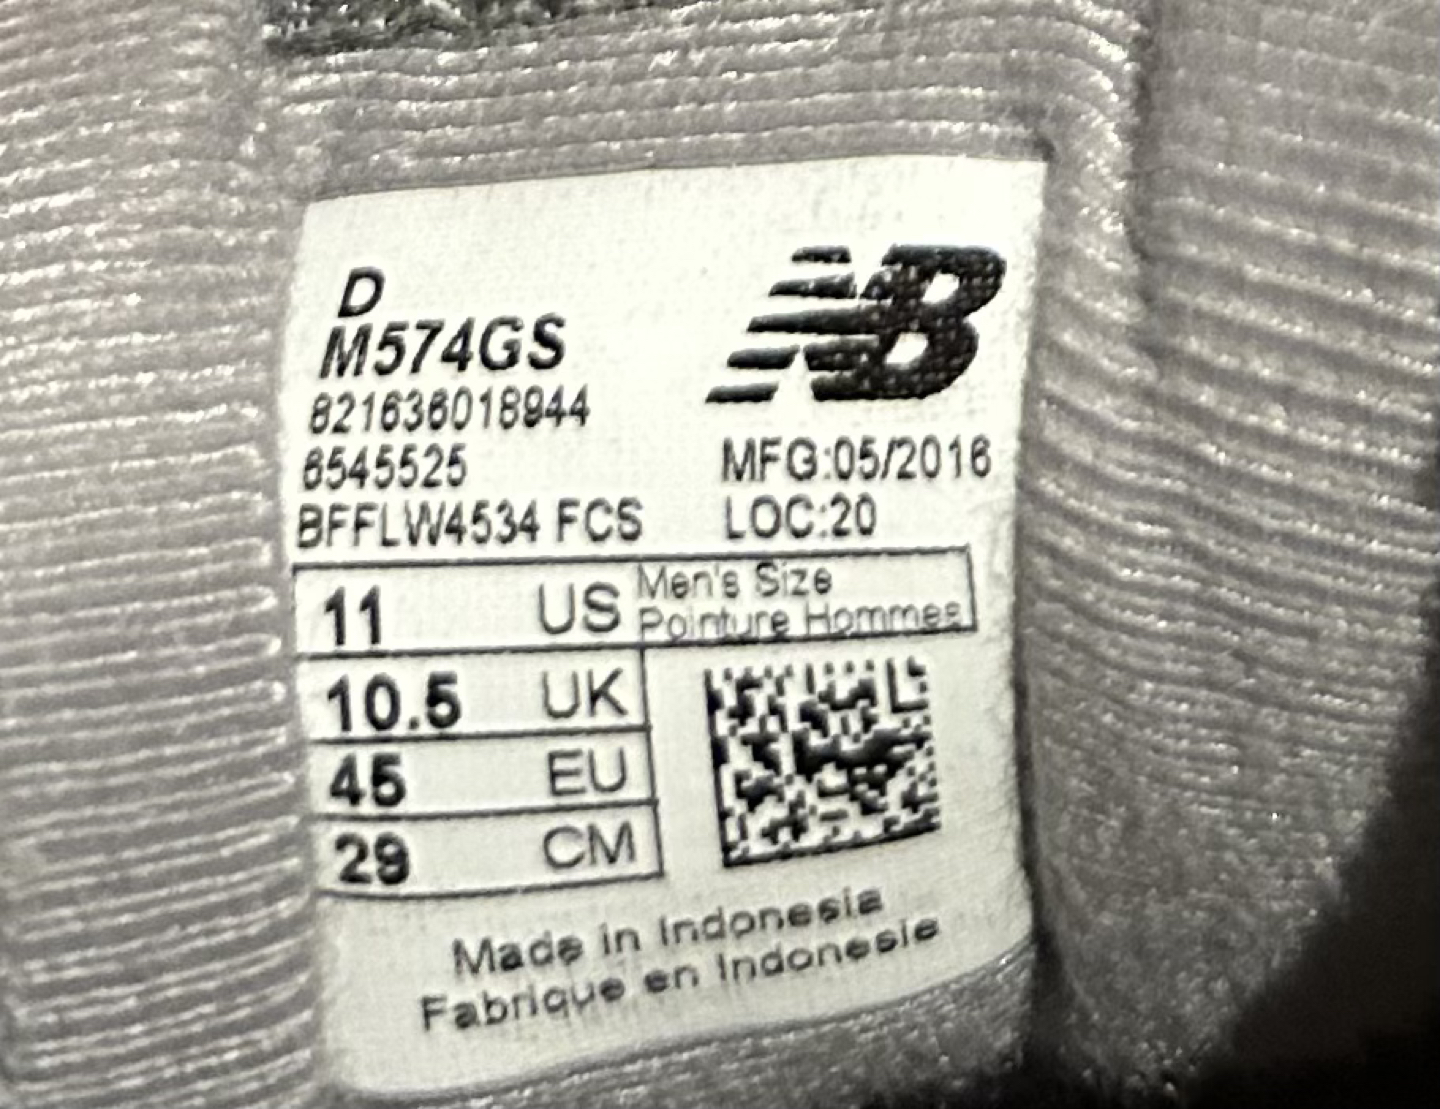 D
M574GS
NB
821636018944
6545525
MFG:05/2016
BFFLW4534 FCS
LOC:20
11 US Men's Size
Pointure Hommes
10.5 UK
45 EU
29 CM
L
Made in Indonesia
Fabrique en Indonesie